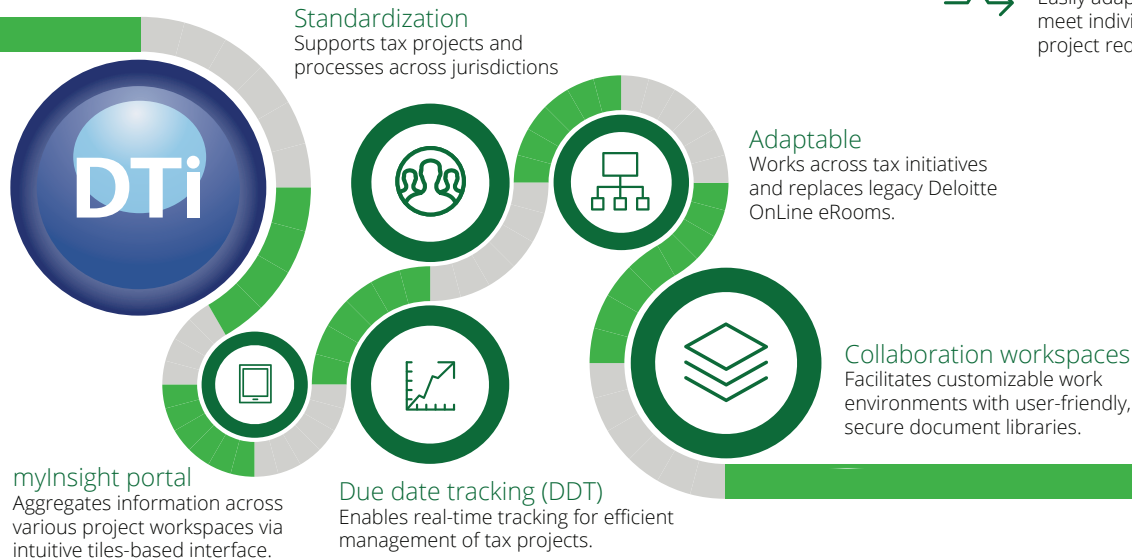 Standardization
Supports tax projects and
processes across jurisdictions
meet
project
DTi
Adaptable
Works across tax initiatives
and replaces legacy Deloitte
OnLine eRooms.
Collaboration workspaces
Facilitates customizable work
environments with user-friendly,
secure document libraries.
myInsight portal
Aggregates information across
various project workspaces via
intuitive tiles-based interface.
Due date tracking (DDT)
Enables real-time tracking for efficient
management of tax projects.